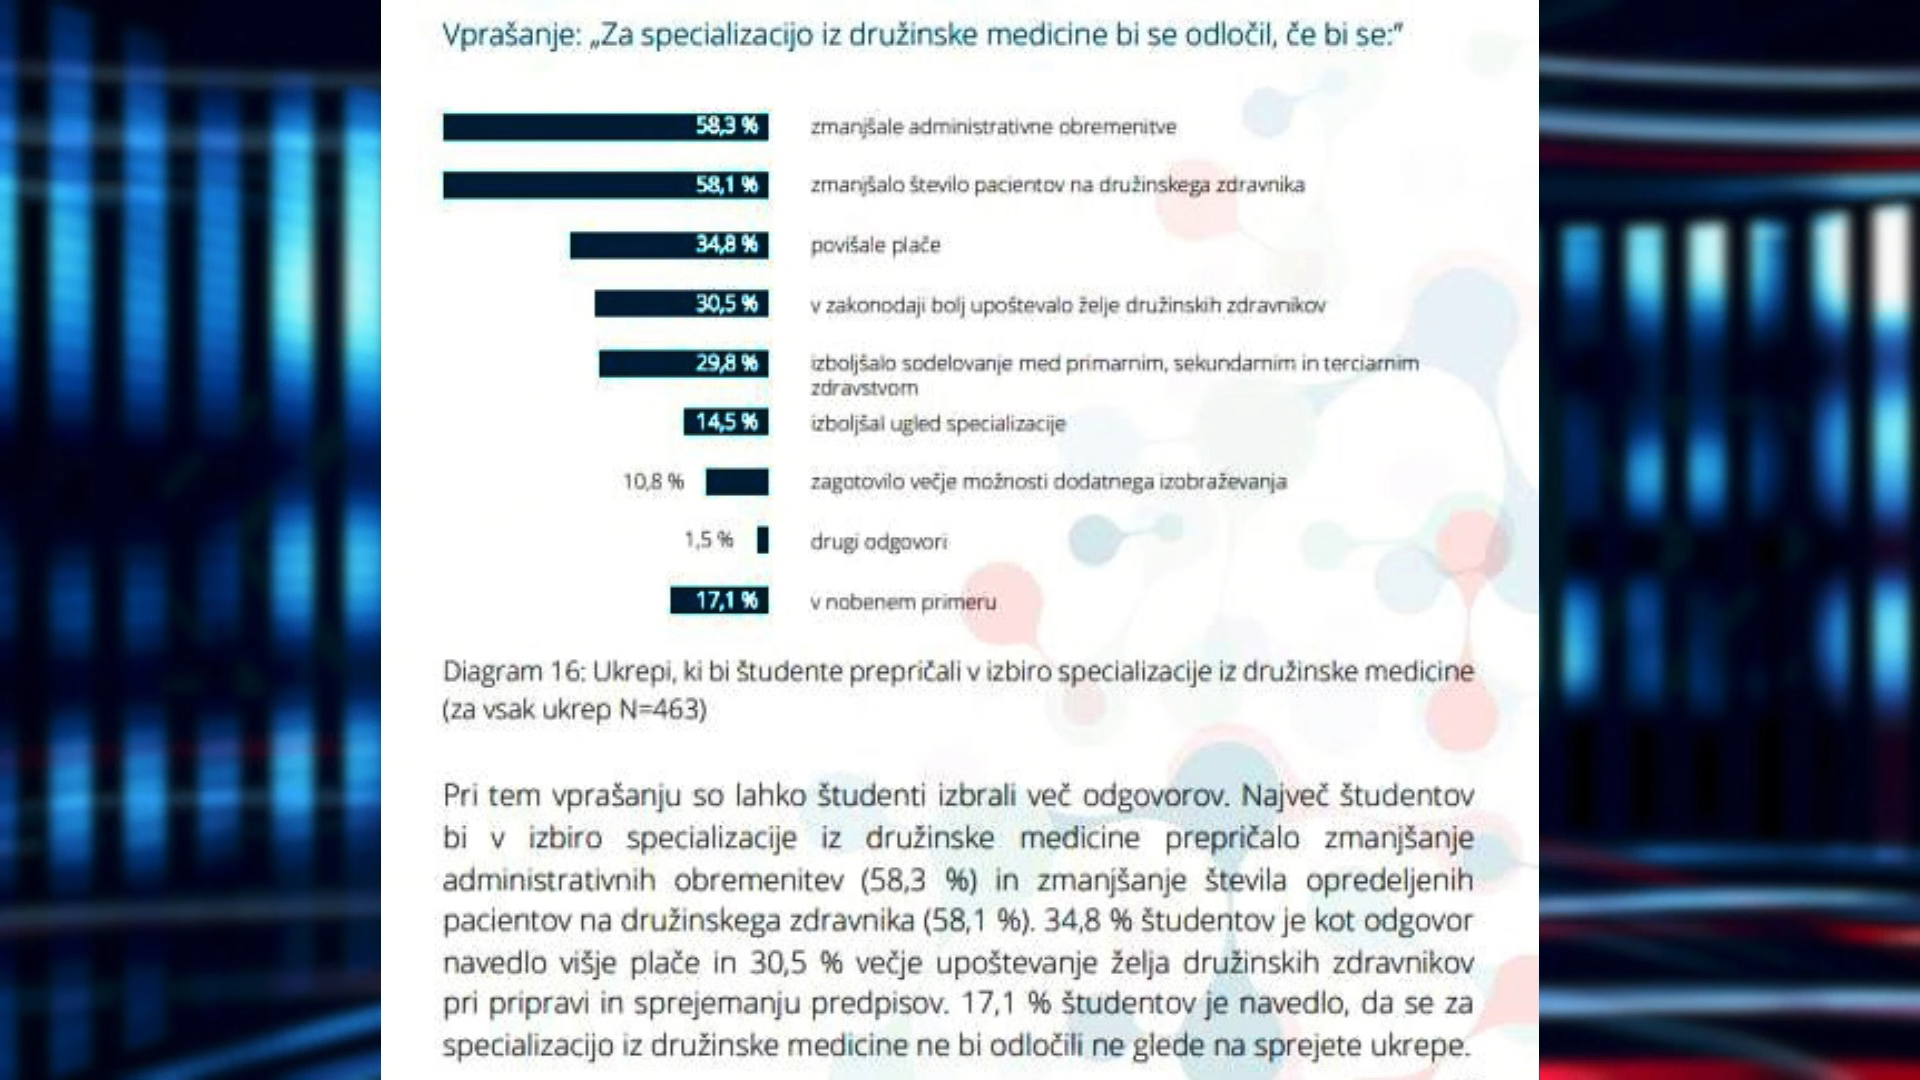 Vprašanje: „Za specializacijo iz družinske medicine bi se odločil, če bi se:”
58,3 % zmanjšale administrativne obremenitve
58,1 % zmanjšalo število pacientov na družinskega zdravnika
34,8 % povišale plače
30,5 % v zakonodaji bolj upoštevalo želje družinskih zdravnikov
29,8 % izboljšalo sodelovanje med primarnim, sekundarnim in terciarnim
zdravstvom
14,5 % izboljšal ugled specializacije
10,8 % zagotovilo večje možnosti dodatnega izobraževanja
1,5 % drugi odgovori
17,1 % v nobenem primeru
Diagram 16: Ukrepi, ki bi študente prepričali v izbiro specializacije iz družinske medicine
(za vsak ukrep N=463)
Pri tem vprašanju so lahko študenti izbrali več odgovorov. Največ študentov
bi v izbiro specializacije iz družinske medicine prepričalo zmanjšanje
administrativnih obremenitev (58,3 %) in zmanjšanje števila opredeljenih
pacientov na družinskega zdravnika (58,1 %). 34,8 % študentov je kot odgovor
navedlo višje plače in 30,5 % večje upoštevanje želja družinskih zdravnikov
pri pripravi in sprejemanju predpisov. 17,1 % študentov je navedlo, da se za
specializacijo iz družinske medicine ne bi odločili ne glede na sprejete ukrepe.